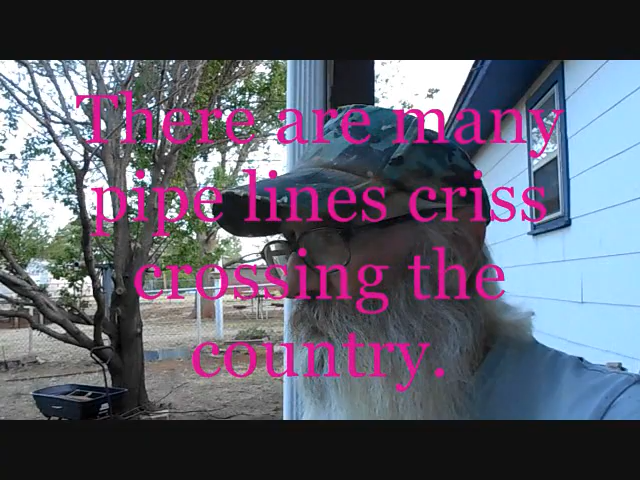 There are many
pipe lines criss
crossing the
country.